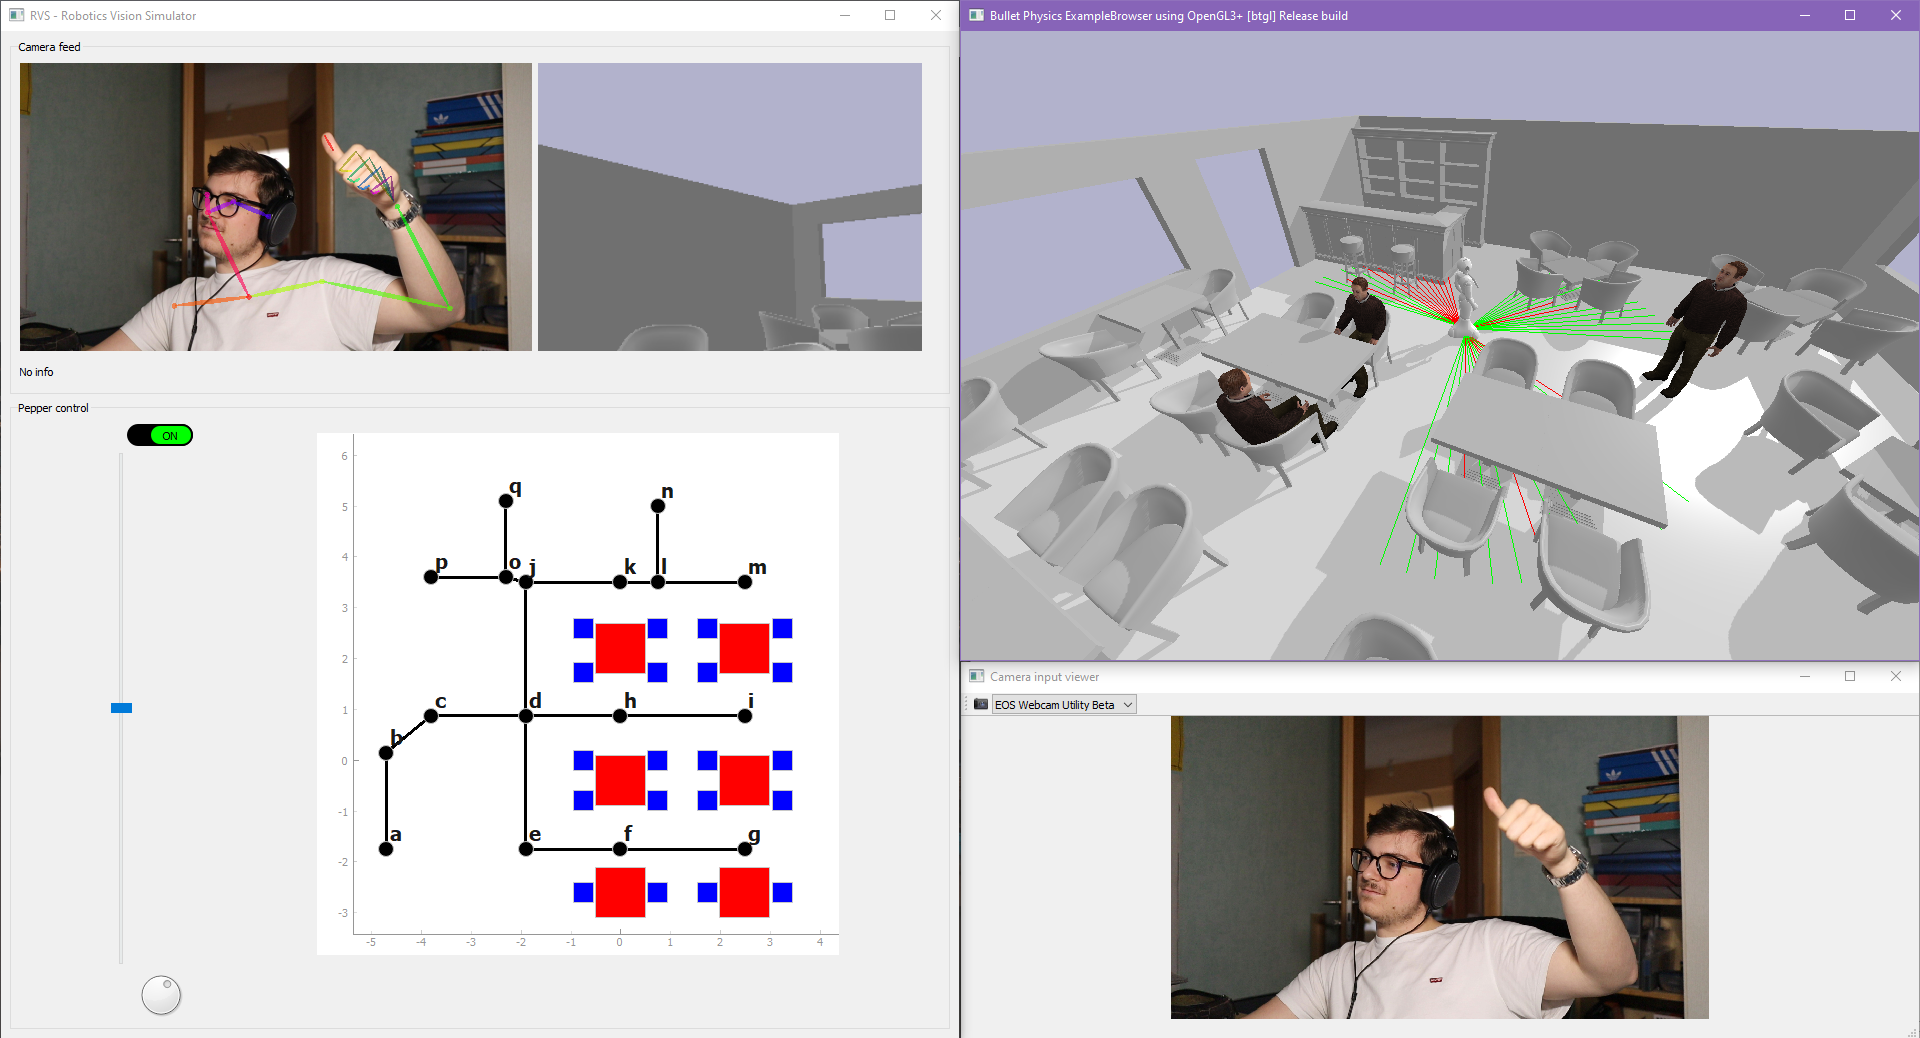 RVS - Robotics Vision Simulator
Camera feed
No info
Pepper control
ON
6
5
4
3
2
1
0
-1
-2
-3
-5
-4
-3
-2
-1
0
1
2
3
4
q
n
p
o
j
k
l
m
c
d
h
i
b
a
e
f
g
Bullet Physics ExampleBrowser using OpenGL3+ [btgl] Release build
Camera input viewer
EOS Webcam Utility Beta